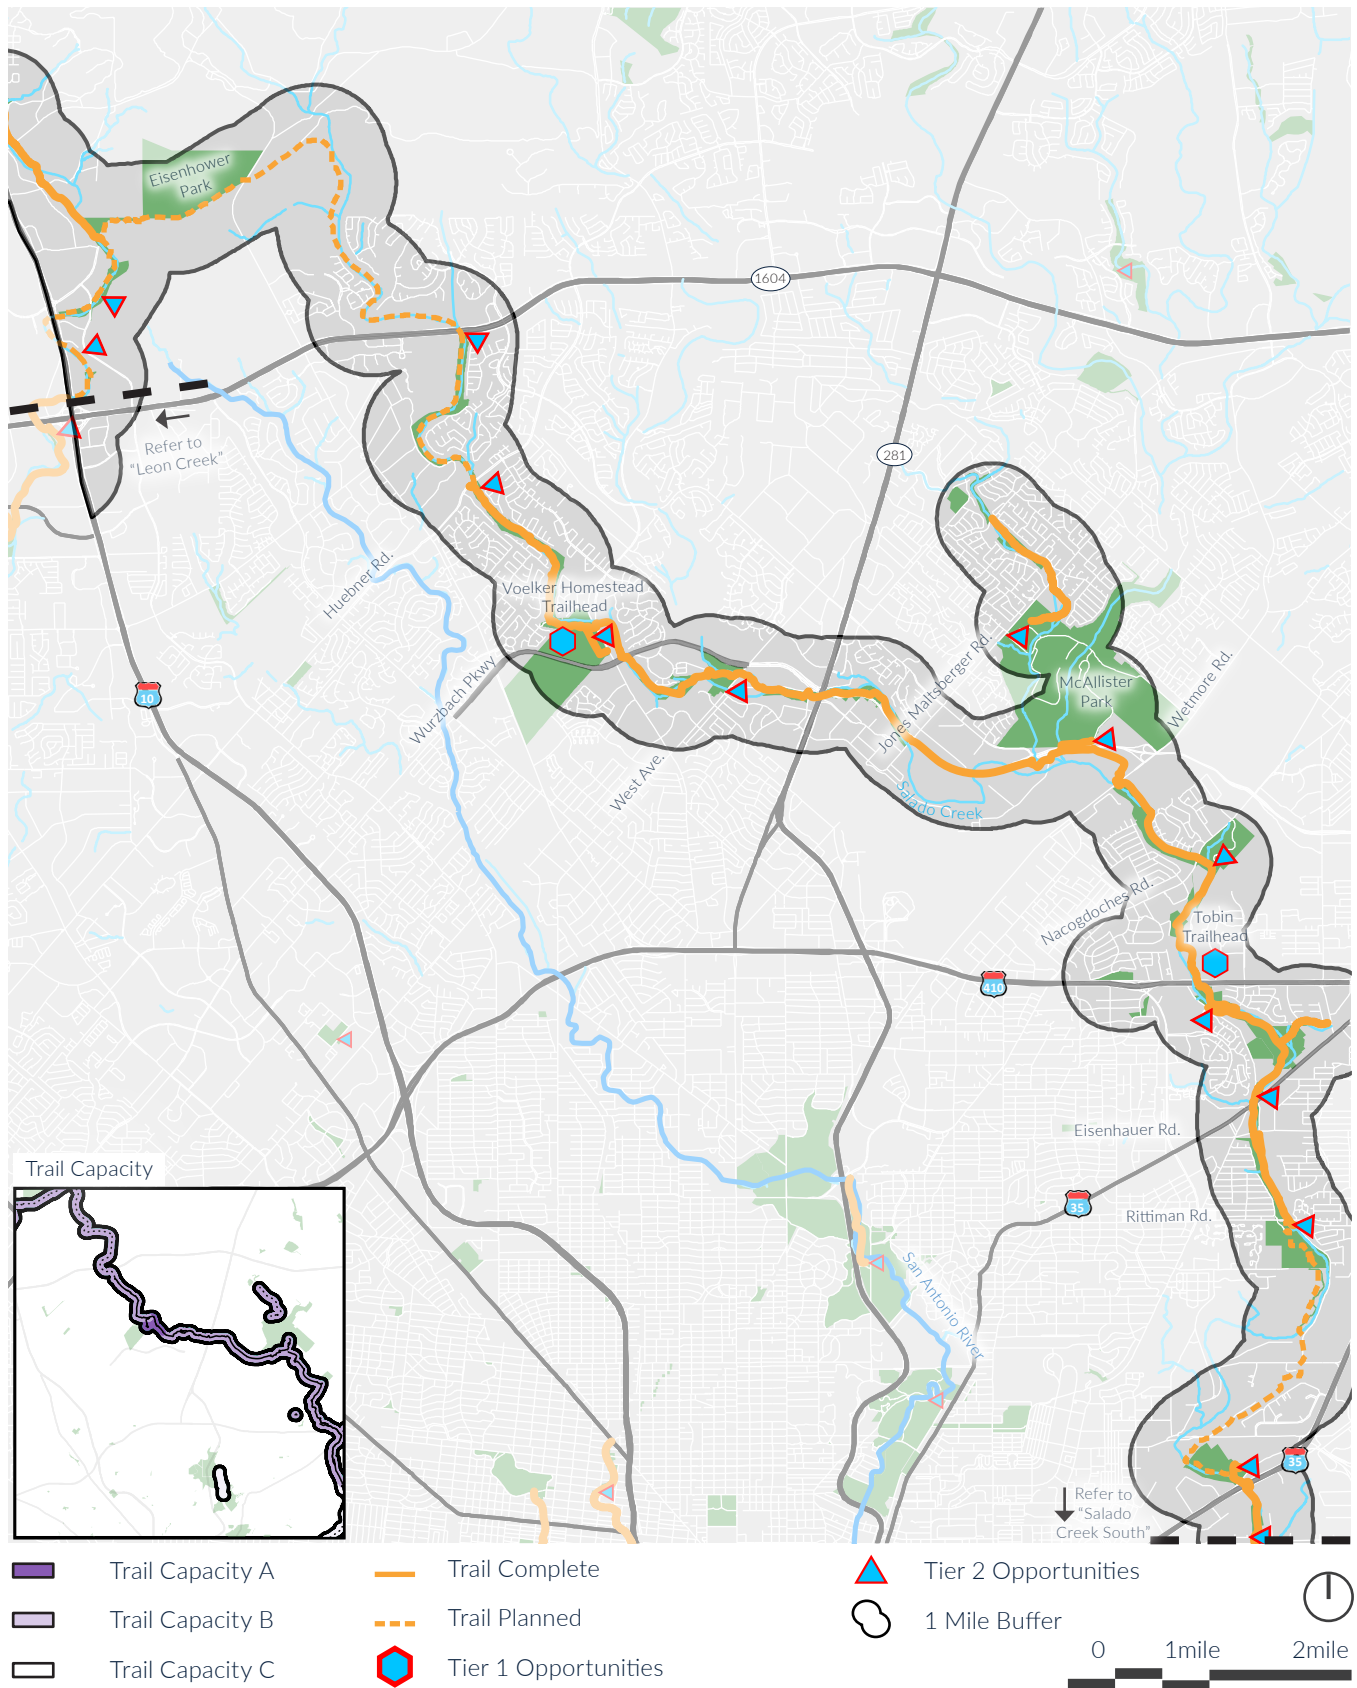 Eisenhower
Park
1604
281
Refer to
“Leon Creek”
Huebner Rd.
Voelker Homestead
Trailhead
Wurzbach Pkwy
West Ave.
Jones Maltsberger Rd.
McAllister
Park
Wetmore Rd.
10
Salado Creek
Nacogdoches Rd.
Tobin
Trailhead
410
Eisenhauer Rd.
35
Rittiman Rd.
San Antonio River
35
Refer to
“Salado
Creek South”
Trail Capacity
Trail Capacity A
Trail Capacity B
Trail Capacity C
Trail Complete
Trail Planned
Tier 1 Opportunities
Tier 2 Opportunities
1 Mile Buffer
0 1mile 2mile